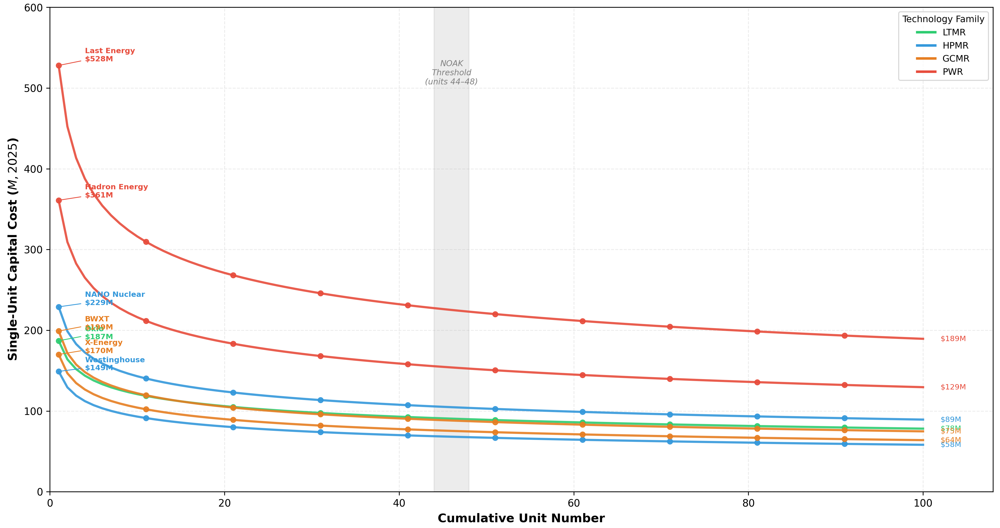 600
500
400
300
200
100
0
0
20
40
60
80
100
Single-Unit Capital Cost (M, 2025)
Cumulative Unit Number
Last Energy
$528M
Hadron Energy
$361M
NANO Nuclear
$229M
BWXT
$199M
Oklo
$187M
X-Energy
$170M
Westinghouse
$149M
NOAK
Threshold
(units 44–48)
Technology Family
LTMR
HPMR
GCMR
PWR
$189M
$129M
$89M
$78M
$75M
$64M
$58M